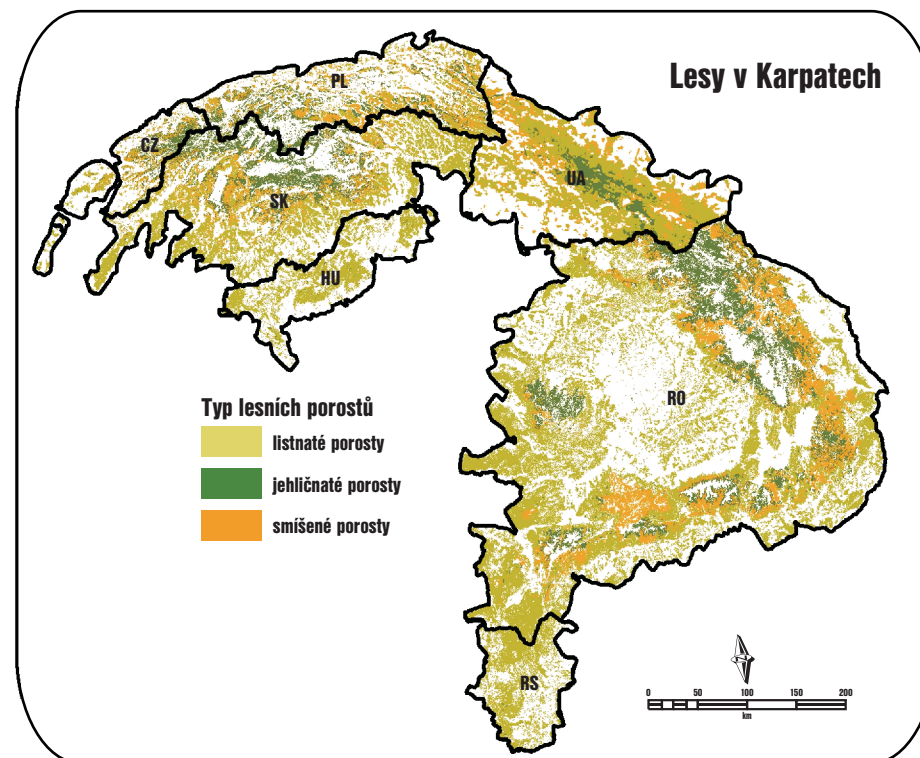 Lesy v Karpatech
PL
CZ
UA
SK
HU
RO
Typ lesních porostů
listnaté porosty
jehličnaté porosty
smíšené porosty
RS
0 50 100 150 200
km